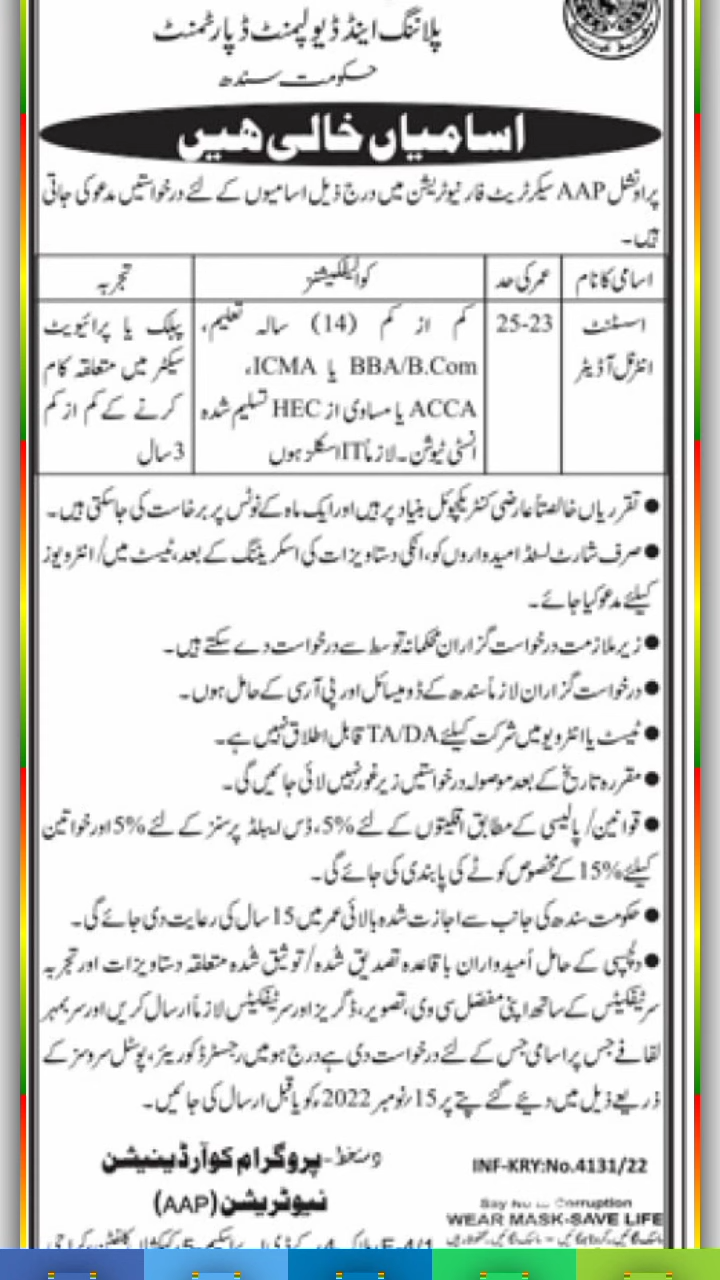 پلاننگ اینڈ ڈیولپمنٹ ڈپارٹمنٹ
حکومت سندھ
اسامیاں خالی ھیں
پراونشل AAP سیکرٹریٹ فار نیوٹریشن میں درج ذیل اسامیوں کے لئے درخواستیں مدعو کی جاتی
ہیں۔
اسامی کا نام عمر کی حد کوالیفکیشنز تجربہ
اسسٹنٹ 25-23 کم از کم (14) سالہ تعلیم، پبلک یا پرائیویٹ
انٹرنل آڈیٹر BBA/B.Com یا ICMA، سیکٹر میں متعلقہ کام
ACCA یا مساوی از HEC تسلیم شدہ کرنے کے کم از کم
انسٹی ٹیوشن۔ لازماً IT اسکلز ہوں 3 سال
● تقرریاں خالصتاً عارضی کنٹریکچوئل بنیاد پر ہیں اور ایک ماہ کے نوٹس پر برخاست کی جاسکتی ہیں۔
● صرف شارٹ لسٹڈ امیدواروں کو، انکی دستاویزات کی اسکریننگ کے بعد، ٹیسٹ میں/انٹرویوز
کیلئے مدعو کیا جائے۔
● زیر ملازمت درخواست گزاران محکمانہ توسط سے درخواست دے سکتے ہیں۔
● درخواست گزاران لازماً سندھ کے ڈومیسائل اور پی آر سی کے حامل ہوں۔
● ٹیسٹ یا انٹرویو میں شرکت کیلئے TA/DA قابل اطلاق نہیں ہے۔
● مقررہ تاریخ کے بعد موصولہ درخواستیں زیر غور نہیں لائی جائیں گی۔
● قوانین/پالیسی کے مطابق اقلیتوں کے لئے 5%، ڈس ایبلڈ پرسنز کے لئے 5% اور خواتین
کیلئے 15% کے مخصوص کوٹے کی پابندی کی جائے گی۔
● حکومت سندھ کی جانب سے اجازت شدہ بالائی عمر میں 15 سال کی رعایت دی جائے گی۔
● دلچسپی کے حامل اُمیدواران باقاعدہ تصدیق شُدہ/توثیق شُدہ متعلقہ دستاویزات اور تجربہ
سرٹیفکیٹس کے ساتھ اپنی مفصّل سی وی، تصویر، ڈگریز اور سرٹیفکیٹس لازماً ارسال کریں اور سربمہر
لفافے جس پر اسامی جس کے لئے درخواست دی ہے درج ہو میں رجسٹرڈ کوریئر، پوسٹل سروسز کے
ذریعے ذیل میں دیئے گئے پتے پر 15/نومبر 2022، کو یا قبل ارسال کی جائیں۔
دستخط-پروگرام کوآرڈینیشن
نیوٹریشن (AAP)
INF-KRY:No.4131/22
Say No to Corruption
WEAR MASK-SAVE LIFE